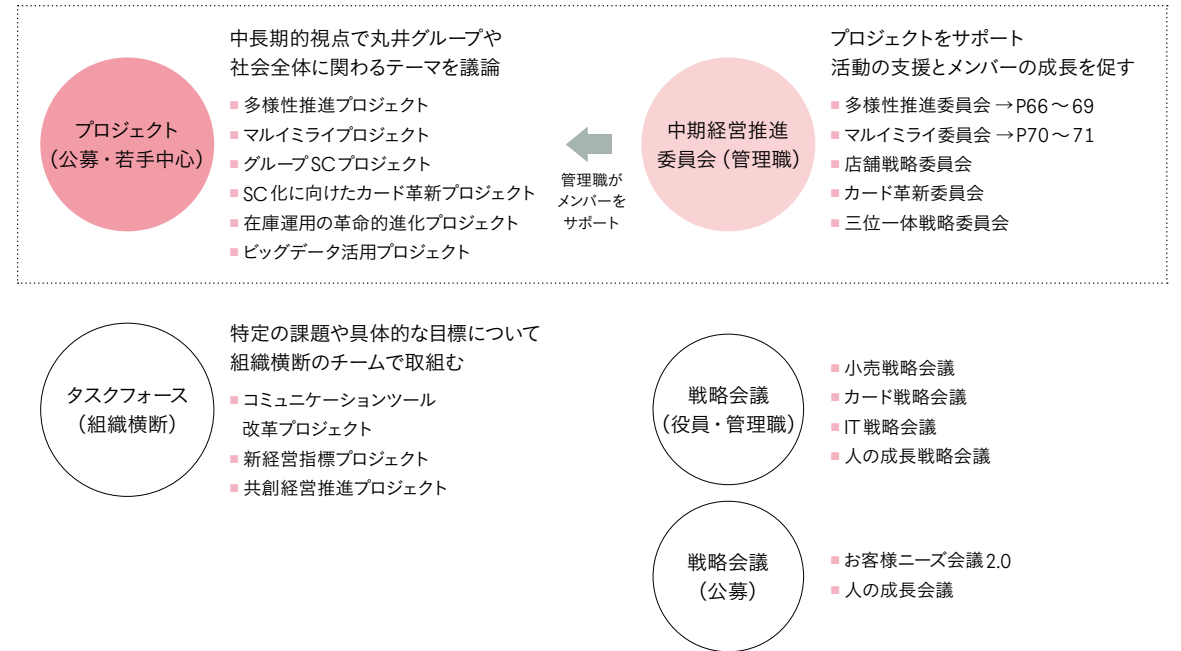 プロジェクト
（公募・若手中心）
中長期的視点で丸井グループや
社会全体に関わるテーマを議論
■ 多様性推進プロジェクト
■ マルイミライプロジェクト
■ グループSCプロジェクト
■ SC化に向けたカード革新プロジェクト
■ 在庫運用の革命的進化プロジェクト
■ ビッグデータ活用プロジェクト
管理職が
メンバーを
サポート
中期経営推進
委員会（管理職）
プロジェクトをサポート
活動の支援とメンバーの成長を促す
■ 多様性推進委員会→P66～69
■ マルイミライ委員会→P70～71
■ 店舗戦略委員会
■ カード革新委員会
■ 三位一体戦略委員会
タスクフォース
（組織横断）
特定の課題や具体的な目標について
組織横断のチームで取組む
■ コミュニケーションツール
改革プロジェクト
■ 新経営指標プロジェクト
■ 共創経営推進プロジェクト
戦略会議
（役員・管理職）
■ 小売戦略会議
■ カード戦略会議
■ IT戦略会議
■ 人の成長戦略会議
戦略会議
（公募）
■ お客様ニーズ会議2.0
■ 人の成長会議